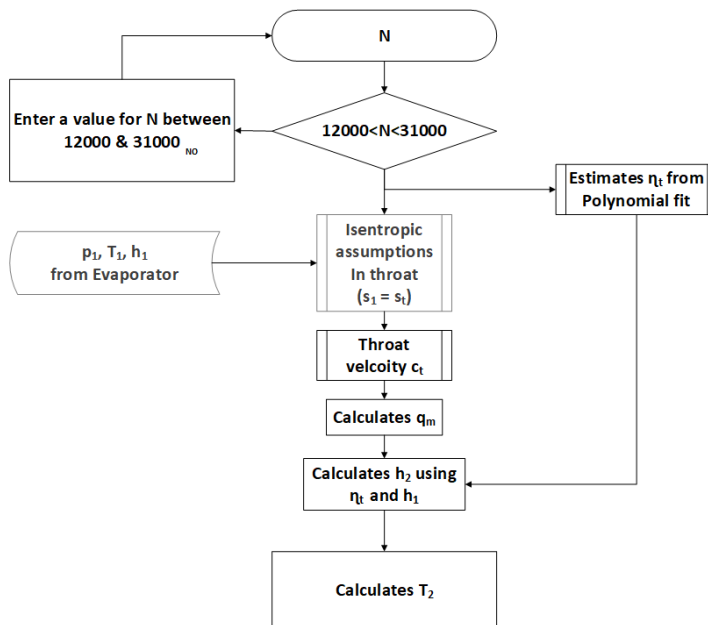 N
Enter a value for N between
12000 & 31000 NO
12000<N<31000
Estimates ηₜ from
Polynomial fit
p₁, T₁, h₁
from Evaporator
Isentropic
assumptions
In throat
(s₁ = sₜ)
Throat
velcoity cₜ
Calculates qₘ
Calculates h₂ using
ηₜ and h₁
Calculates T₂